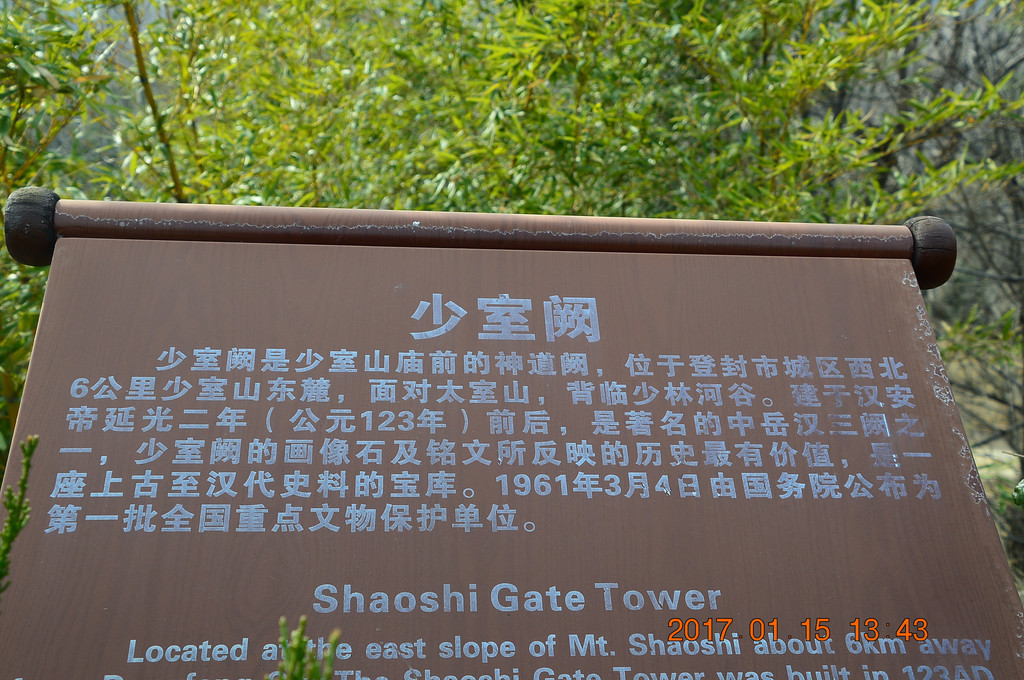 少室阙
少室阙是少室山庙前的神道阙，位于登封市城区西北
6公里少室山东麓，面对太室山，背临少林河谷。建于汉安
帝延光二年（公元123年）前后，是著名的中岳汉三阙之
一，少室阙的画像石及铭文所反映的历史最有价值，是一
座上古至汉代史料的宝库。1961年3月4日由国务院公布为
第一批全国重点文物保护单位。
Shaoshi Gate Tower
Located at the east slope of Mt. Shaoshi about 6km away
The Shaoshi Gate Tower was built in 123AD
2017.01.15 13:43